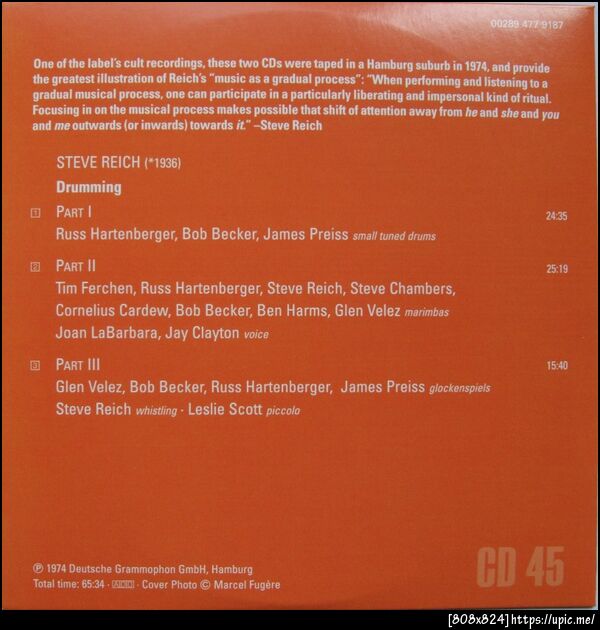 00289 477 9187
One of the label's cult recordings, these two CDs were taped in a Hamburg suburb in 1974, and provide
the greatest illustration of Reich's "music as a gradual process": "When performing and listening to a
gradual musical process, one can participate in a particularly liberating and impersonal kind of ritual.
Focusing in on the musical process makes possible that shift of attention away from he and she and you
and me outwards (or inwards) towards it." –Steve Reich
STEVE REICH (*1936)
Drumming
1 PART I 24:35
Russ Hartenberger, Bob Becker, James Preiss small tuned drums
2 PART II 25:19
Tim Ferchen, Russ Hartenberger, Steve Reich, Steve Chambers,
Cornelius Cardew, Bob Becker, Ben Harms, Glen Velez marimbas
Joan LaBarbara, Jay Clayton voice
3 PART III 15:40
Glen Velez, Bob Becker, Russ Hartenberger, James Preiss glockenspiels
Steve Reich whistling · Leslie Scott piccolo
℗ 1974 Deutsche Grammophon GmbH, Hamburg
Total time: 65:34 · ADD · Cover Photo © Marcel Fugère
CD 45
[808x824]https://upic.me/